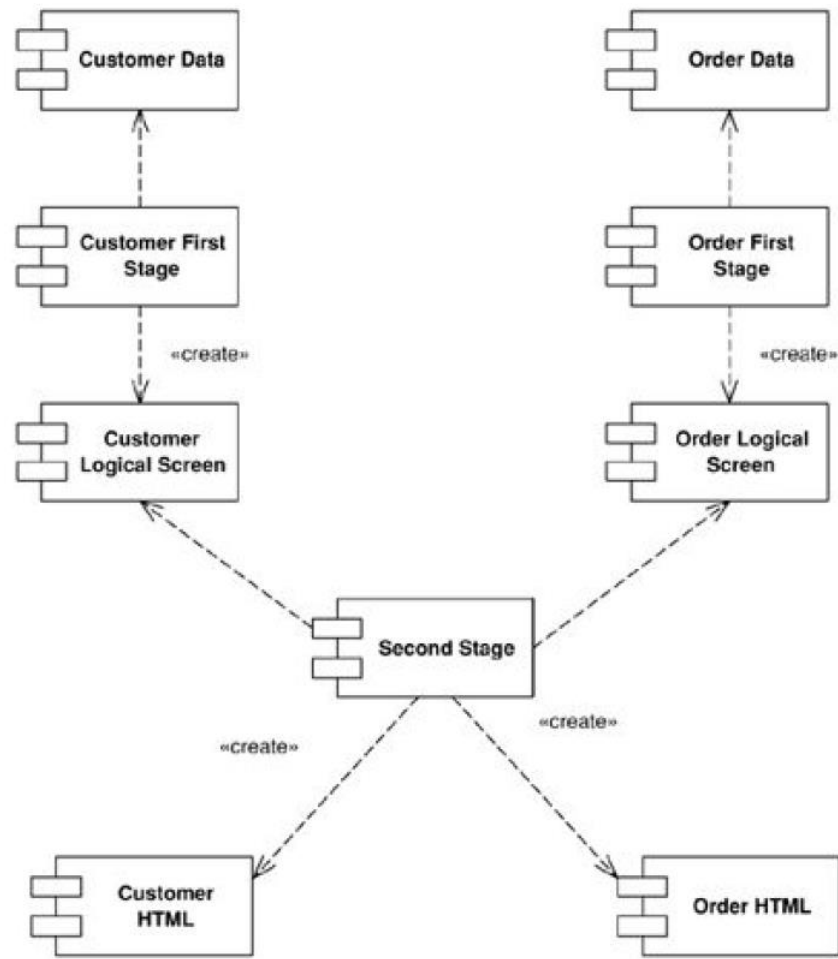 Customer Data
Order Data
Customer First
Stage
Order First
Stage
«create»
«create»
Customer
Logical Screen
Order Logical
Screen
Second Stage
«create»
«create»
Customer
HTML
Order HTML